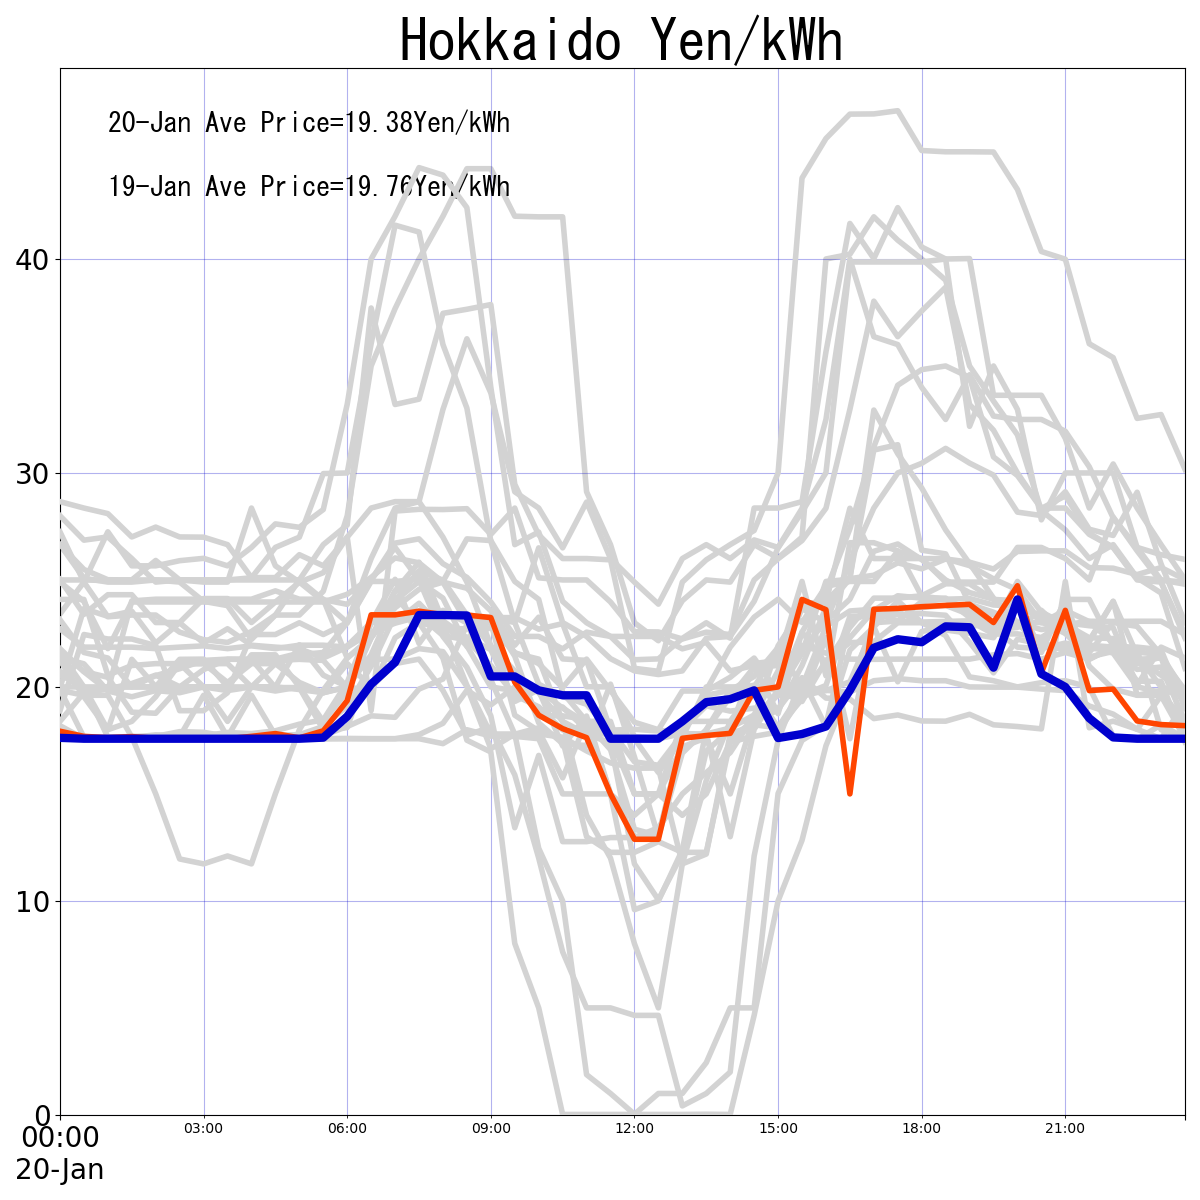 Hokkaido Yen/kWh
20-Jan Ave Price=19.38Yen/kWh
19-Jan Ave Price=19.76Yen/kWh
40
30
20
10
0
00:00 03:00 06:00 09:00 12:00 15:00 18:00 21:00
20-Jan